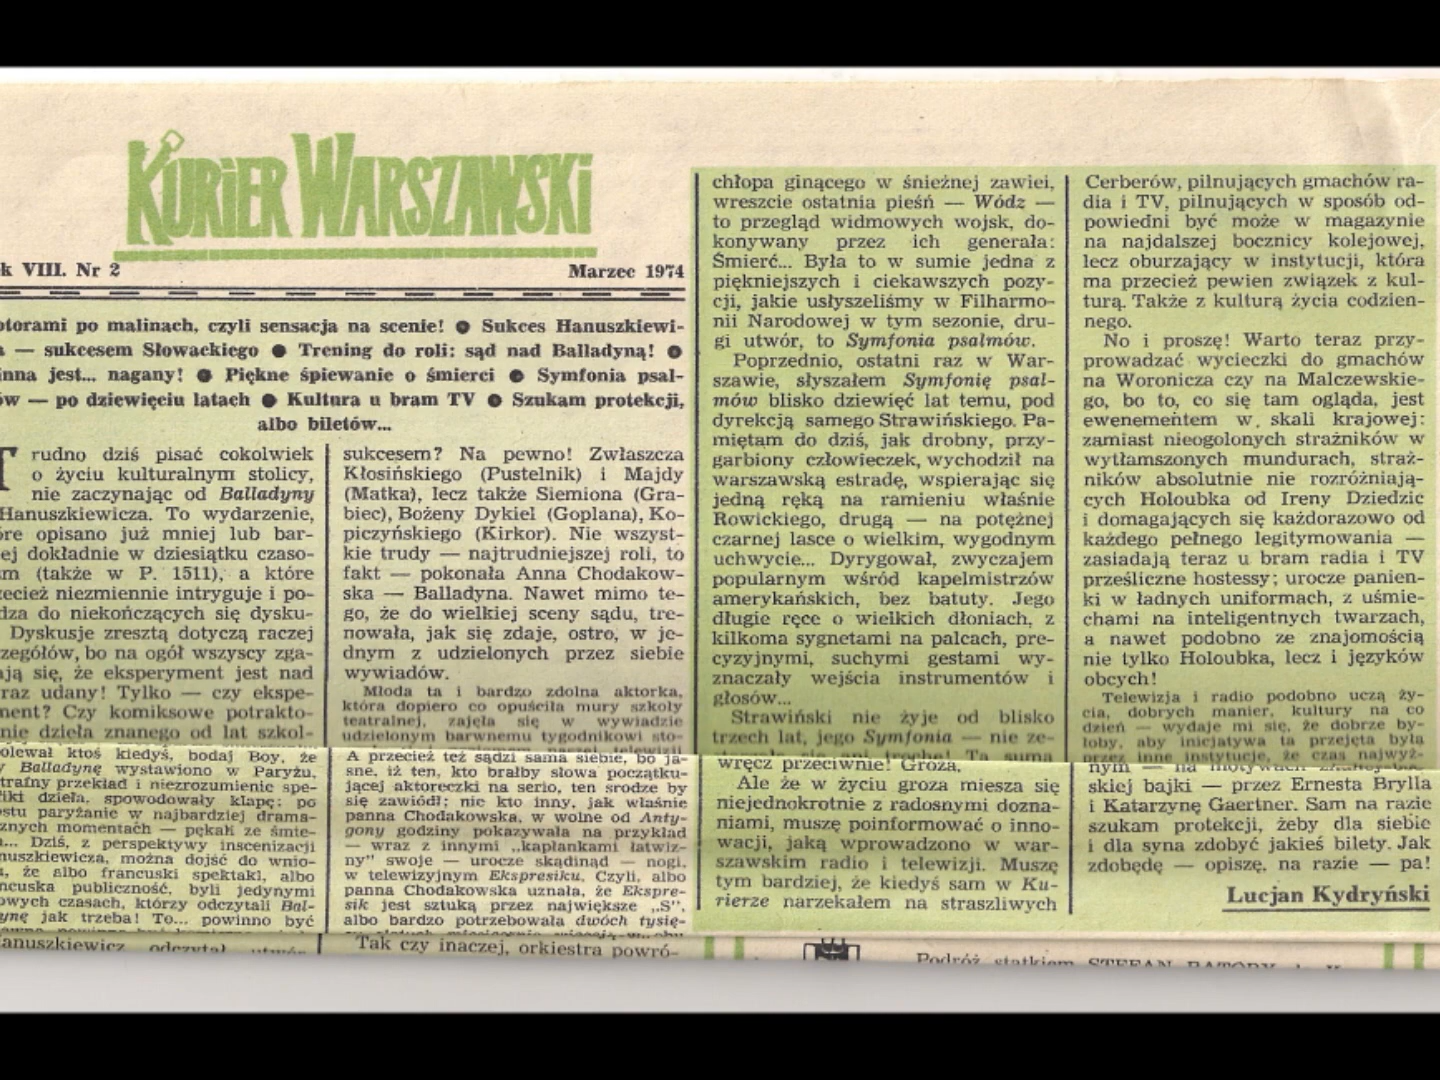 KURIER WARSZAWSKI
k VIII. Nr 2
Marzec 1974
otorami po malinach, czyli sensacja na scenie! ● Sukces Hanuszkiewi-
— sukcesem Słowackiego ● Trening do roli: sąd nad Balladyną! ●
inna jest... nagany! ● Piękne śpiewanie o śmierci ● Symfonia psal-
ów — po dziewięciu latach ● Kultura u bram TV ● Szukam protekcji,
albo biletów...
Trudno dziś pisać cokolwiek
o życiu kulturalnym stolicy,
nie zaczynając od Balladyny
Hanuszkiewicza. To wydarzenie,
óre opisano już mniej lub bar-
ej dokładnie w dziesiątku czaso-
sm (także w P. 1511), a które
zecież niezmiennie intryguje i po-
dza do niekończących się dysku-
Dyskusje zresztą dotyczą raczej
zegółów, bo na ogół wszyscy zga-
ają się, że eksperyment jest nad
raz udany! Tylko — czy ekspe-
ment? Czy komiksowe potrakto-
nie dzieła znanego od lat szkol-
olewał ktoś kiedyś, bodaj Boy, że
y Balladynę wystawiono w Paryżu,
trafny przekład i niezrozumienie spe-
fiki dzieła, spowodowały klapę; po
ostu paryżanie w najbardziej drama-
znych momentach — pękali ze śmie-
... Dziś, z perspektywy inscenizacji
nuszkiewicza, można dojść do wnio-
, że albo francuski spektakl, albo
ncuska publiczność, byli jedynymi
owych czasach, którzy odczytali Bal-
ynę jak trzeba! To... powinno być
anuszkiewicz odczytał utwór
sukcesem? Na pewno! Zwłaszcza
Kłosińskiego (Pustelnik) i Majdy
(Matka), lecz także Siemiona (Gra-
biec), Bożeny Dykiel (Goplana), Ko-
piczyńskiego (Kirkor). Nie wszyst-
kie trudy — najtrudniejszej roli, to
fakt — pokonała Anna Chodakow-
ska — Balladyna. Nawet mimo te-
go, że do wielkiej sceny sądu, tre-
nowała, jak się zdaje, ostro, w je-
dnym z udzielonych przez siebie
wywiadów.
Młoda ta i bardzo zdolna aktorka,
która dopiero co opuściła mury szkoły
teatralnej, zajęła się w wywiadzie
udzielonym barwnemu tygodnikowi sto-
A przecież też sądzi sama siebie, bo ja-
sne, iż ten, kto brałby słowa początku-
jącej aktoreczki na serio, ten srodze by
się zawiódł; nie kto inny, jak właśnie
panna Chodakowska, w wolne od Anty-
gony godziny pokazywała na przykład
— wraz z innymi „kapłankami łatwiz-
ny" swoje — urocze skądinąd — nogi,
w telewizyjnym Ekspresiku. Czyli, albo
panna Chodakowska uznała, że Ekspre-
sik jest sztuką przez największe „S",
albo bardzo potrzebowała dwóch tysię-
Tak czy inaczej, orkiestra powró-
chłopa ginącego w śnieżnej zawiei,
wreszcie ostatnia pieśń — Wódz —
to przegląd widmowych wojsk, do-
konywany przez ich generała:
Śmierć... Była to w sumie jedna z
piękniejszych i ciekawszych pozy-
cji, jakie usłyszeliśmy w Filharmo-
nii Narodowej w tym sezonie, dru-
gi utwór, to Symfonia psalmów.
Poprzednio, ostatni raz w War-
szawie, słyszałem Symfonię psal-
mów blisko dziewięć lat temu, pod
dyrekcją samego Strawińskiego. Pa-
miętam do dziś, jak drobny, przy-
garbiony człowieczek, wychodził na
warszawską estradę, wspierając się
jedną ręką na ramieniu właśnie
Rowickiego, drugą — na potężnej
czarnej lasce o wielkim, wygodnym
uchwycie... Dyrygował, zwyczajem
popularnym wśród kapelmistrzów
amerykańskich, bez batuty. Jego
długie ręce o wielkich dłoniach, z
kilkoma sygnetami na palcach, pre-
cyzyjnymi, suchymi gestami wy-
znaczały wejścia instrumentów i
głosów...
Strawiński nie żyje od blisko
trzech lat, jego Symfonia — nie ze-
wręcz przeciwnie! Groza.
Ale że w życiu groza miesza się
niejednokrotnie z radosnymi dozna-
niami, muszę poinformować o inno-
wacji, jaką wprowadzono w war-
szawskim radio i telewizji. Muszę
tym bardziej, że kiedyś sam w Ku-
rierze narzekałem na straszliwych
Cerberów, pilnujących gmachów ra-
dia i TV, pilnujących w sposób od-
powiedni być może w magazynie
na najdalszej bocznicy kolejowej,
lecz oburzający w instytucji, która
ma przecież pewien związek z kul-
turą. Także z kulturą życia codzien-
nego.
No i proszę! Warto teraz przy-
prowadzać wycieczki do gmachów
na Woronicza czy na Malczewskie-
go, bo to, co się tam ogląda, jest
ewenementem w skali krajowej:
zamiast nieogolonych strażników w
wytłamszonych mundurach, straż-
ników absolutnie nie rozróżniają-
cych Holoubka od Ireny Dziedzic
i domagających się każdorazowo od
każdego pełnego legitymowania —
zasiadają teraz u bram radia i TV
prześliczne hostessy; urocze panien-
ki w ładnych uniformach, z uśmie-
chami na inteligentnych twarzach,
a nawet podobno ze znajomością
nie tylko Holoubka, lecz i języków
obcych!
Telewizja i radio podobno uczą ży-
cia, dobrych manier, kultury na co
dzień — wydaje mi się, że dobrze by-
łoby, aby inicjatywa ta przejęta była
przez inne instytucje, że czas najwyż-
nym — na motywach
skiej bajki — przez Ernesta Brylla
i Katarzynę Gaertner. Sam na razie
szukam protekcji, żeby dla siebie
i dla syna zdobyć jakieś bilety. Jak
zdobędę — opiszę, na razie — pa!
Lucjan Kydryński
Podróż statkiem STEFAN BATORY